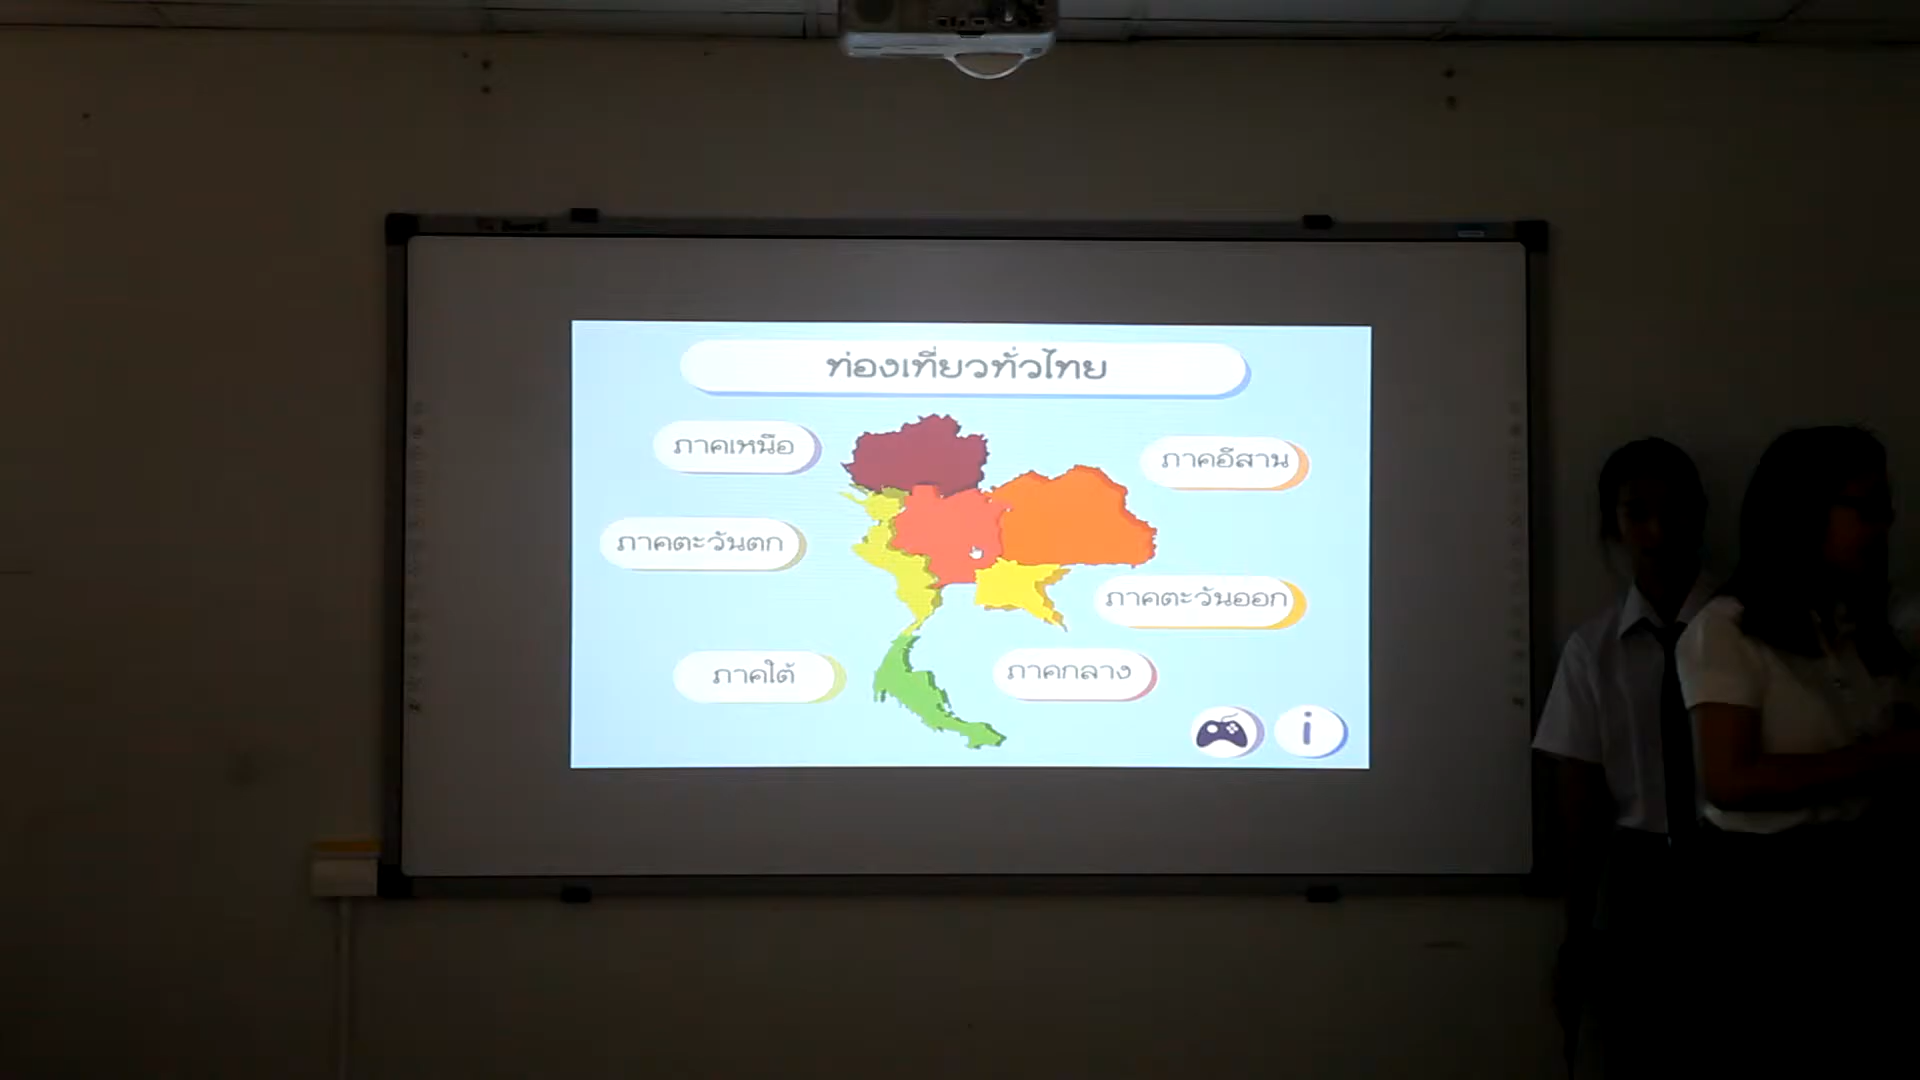 ท่องเที่ยวทั่วไทย
ภาคเหนือ
ภาคอีสาน
ภาคตะวันตก
ภาคตะวันออก
ภาคใต้
ภาคกลาง
i